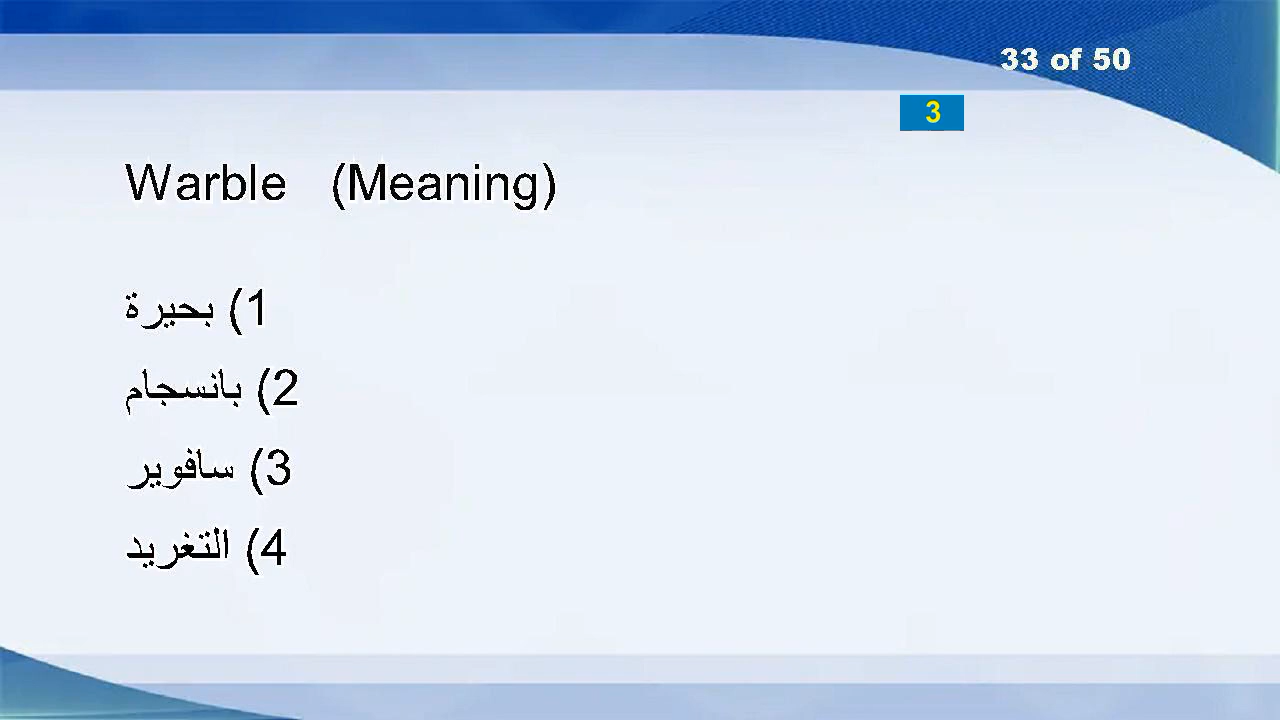 33 of 50
3
Warble (Meaning)
1) بحيرة
2) بانسجام
3) سافوير
4) التغريد